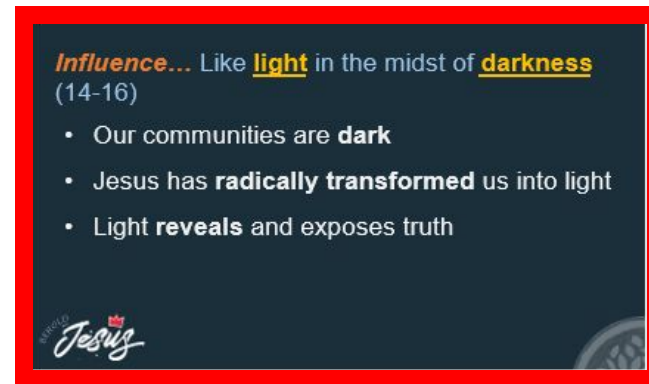 Influence... Like light in the midst of darkness
(14-16)
• Our communities are dark
• Jesus has radically transformed us into light
• Light reveals and exposes truth
BEHOLD
Jesus